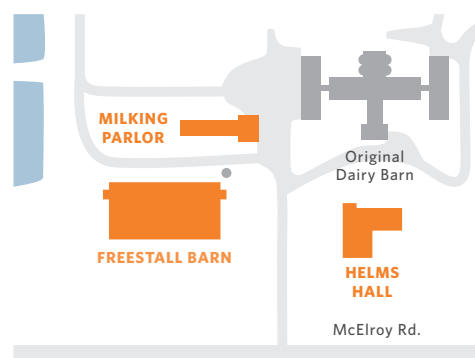 MILKING
PARLOR
Original
Dairy Barn
FREESTALL BARN
HELMS
HALL
McElroy Rd.